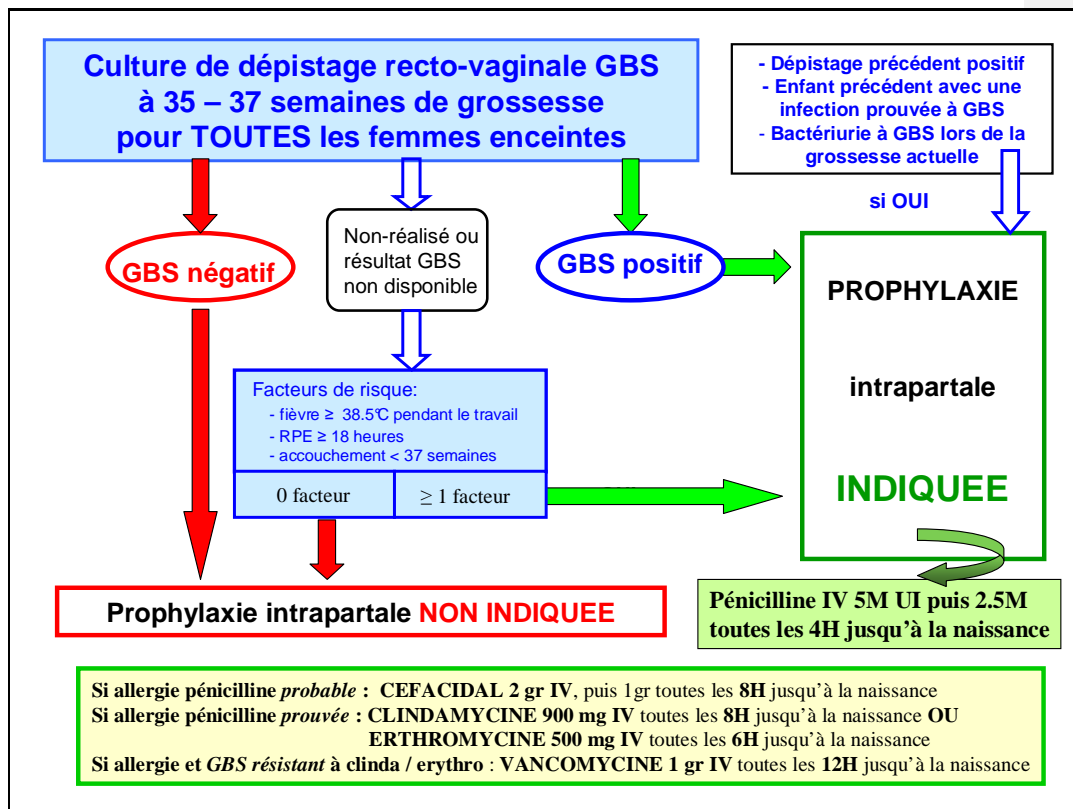 Culture de dépistage recto-vaginale GBS
à 35 – 37 semaines de grossesse
pour TOUTES les femmes enceintes
- Dépistage précédent positif
- Enfant précédent avec une
infection prouvée à GBS
- Bactériurie à GBS lors de la
grossesse actuelle
si OUI
GBS négatif
Non-réalisé ou
résultat GBS
non disponible
GBS positif
PROPHYLAXIE
intrapartale
INDIQUEE
Facteurs de risque:
- fièvre ≥ 38.5°C pendant le travail
- RPE ≥ 18 heures
- accouchement < 37 semaines
0 facteur
≥ 1 facteur
Prophylaxie intrapartale NON INDIQUEE
Pénicilline IV 5M UI puis 2.5M
toutes les 4H jusqu'à la naissance
Si allergie pénicilline probable : CEFACIDAL 2 gr IV, puis 1gr toutes les 8H jusqu'à la naissance
Si allergie pénicilline prouvée : CLINDAMYCINE 900 mg IV toutes les 8H jusqu'à la naissance OU
ERTHROMYCINE 500 mg IV toutes les 6H jusqu'à la naissance
Si allergie et GBS résistant à clinda / erythro : VANCOMYCINE 1 gr IV toutes les 12H jusqu'à la naissance